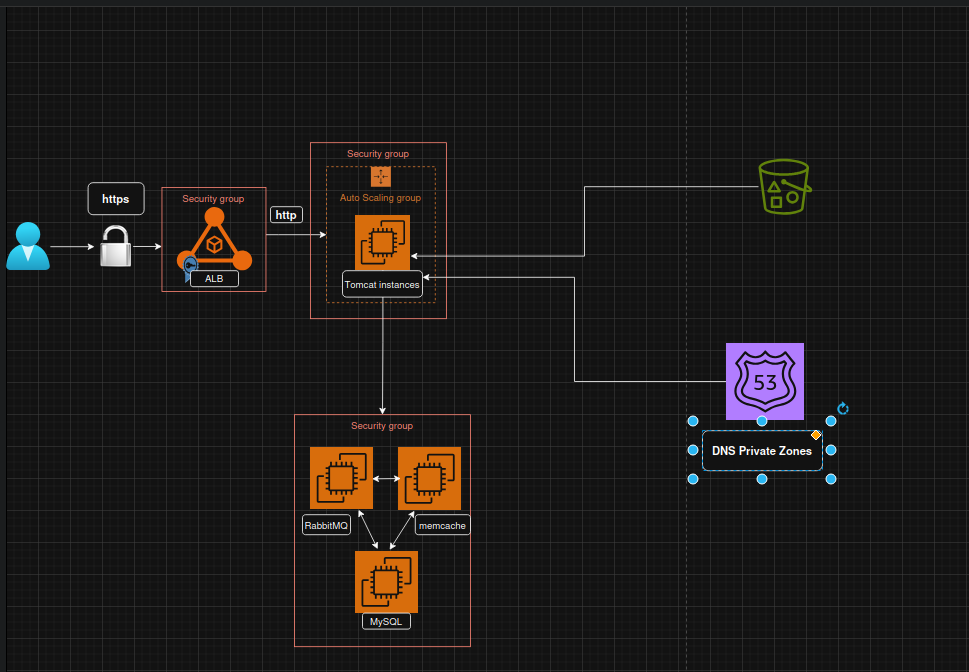 https
Security group
ALB
http
Security group
Auto Scaling group
Tomcat instances
53
DNS Private Zones
Security group
RabbitMQ
memcache
MySQL